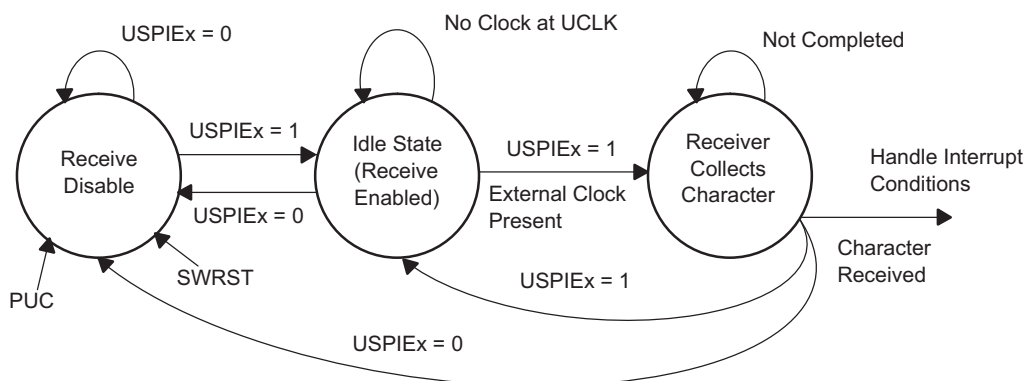 USPIEx = 0
No Clock at UCLK
Not Completed
Receive
Disable
USPIEx = 1
USPIEx = 0
Idle State
(Receive
Enabled)
USPIEx = 1
External Clock
Present
Receiver
Collects
Character
Handle Interrupt
Conditions
Character
Received
PUC
SWRST
USPIEx = 1
USPIEx = 0